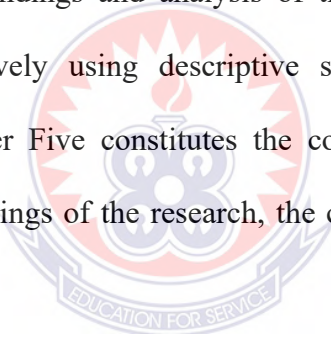 ndings and analysis of t
vely using descriptive s
er Five constitutes the co
ings of the research, the c
EDUCATION FOR SERVICE